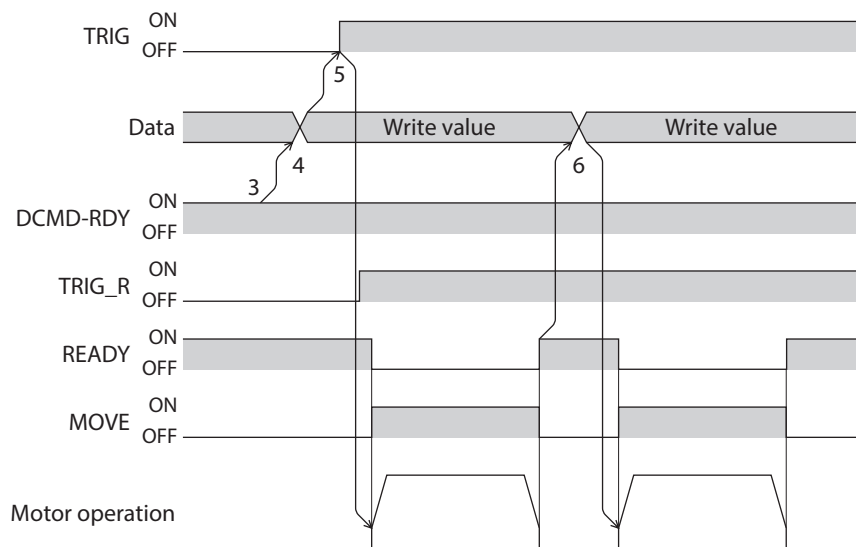 TRIG ON
OFF
5
Data Write value Write value
3 4 6
DCMD-RDY ON
OFF
TRIG_R ON
OFF
READY ON
OFF
MOVE ON
OFF
Motor operation